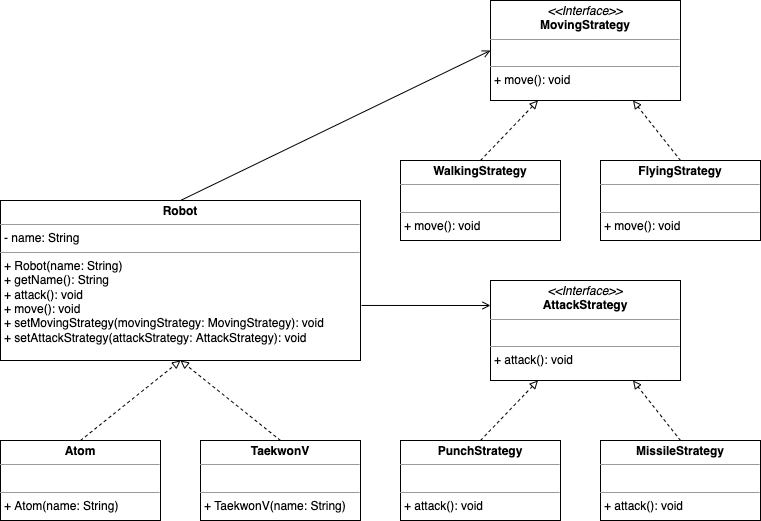 <<Interface>>
MovingStrategy
+ move(): void
WalkingStrategy
+ move(): void
FlyingStrategy
+ move(): void
Robot
- name: String
+ Robot(name: String)
+ getName(): String
+ attack(): void
+ move(): void
+ setMovingStrategy(movingStrategy: MovingStrategy): void
+ setAttackStrategy(attackStrategy: AttackStrategy): void
<<Interface>>
AttackStrategy
+ attack(): void
Atom
+ Atom(name: String)
TaekwonV
+ TaekwonV(name: String)
PunchStrategy
+ attack(): void
MissileStrategy
+ attack(): void